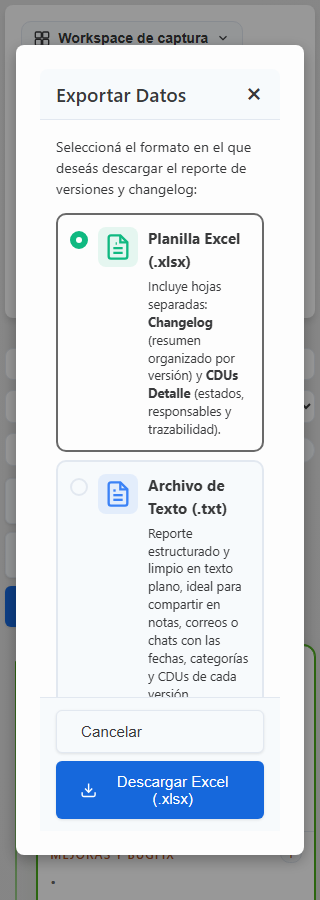 Workspace de captura
Exportar Datos
Seleccioná el formato en el que
deseás descargar el reporte de
versiones y changelog:
Planilla Excel
(.xlsx)
Incluye hojas
separadas:
Changelog
(resumen
organizado por
versión) y CDUs
Detalle (estados,
responsables y
trazabilidad).
Archivo de
Texto (.txt)
Reporte
estructurado y
limpio en texto
plano, ideal para
compartir en
notas, correos o
chats con las
fechas, categorías
y CDUs de cada
versión
Cancelar
Descargar Excel
(.xlsx)
MEJORAS Y BUGFIX